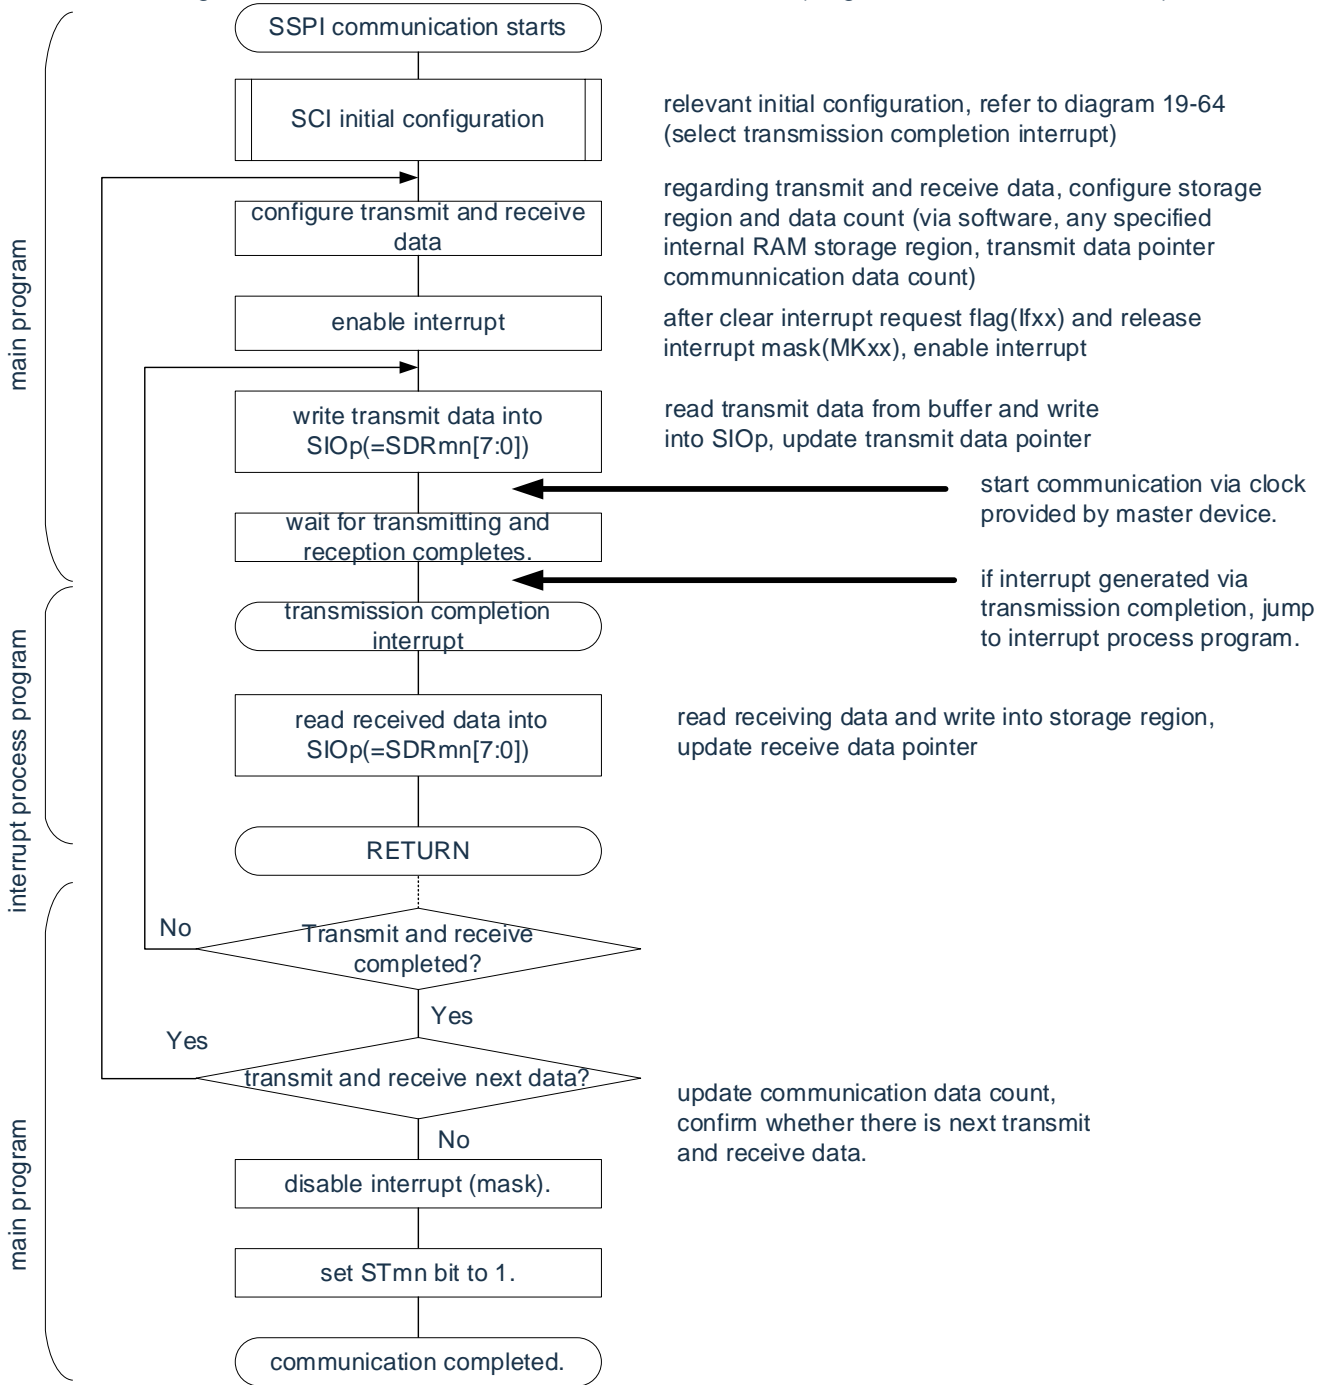 SSPI communication starts
SCI initial configuration
relevant initial configuration, refer to diagram 19-64
(select transmission completion interrupt)
configure transmit and receive
data
regarding transmit and receive data, configure storage
region and data count (via software, any specified
internal RAM storage region, transmit data pointer
communnication data count)
enable interrupt
after clear interrupt request flag(Ifxx) and release
interrupt mask(MKxx), enable interrupt
main program
write transmit data into
SIOp(=SDRmn[7:0])
read transmit data from buffer and write
into SIOp, update transmit data pointer
start communication via clock
provided by master device.
wait for transmitting and
reception completes.
if interrupt generated via
transmission completion, jump
to interrupt process program.
transmission completion
interrupt
interrupt process program
read received data into
SIOp(=SDRmn[7:0])
read receiving data and write into storage region,
update receive data pointer
RETURN
No
Transmit and receive
completed?
Yes
Yes
transmit and receive next data?
update communication data count,
confirm whether there is next transmit
and receive data.
No
main program
disable interrupt (mask).
set STmn bit to 1.
communication completed.